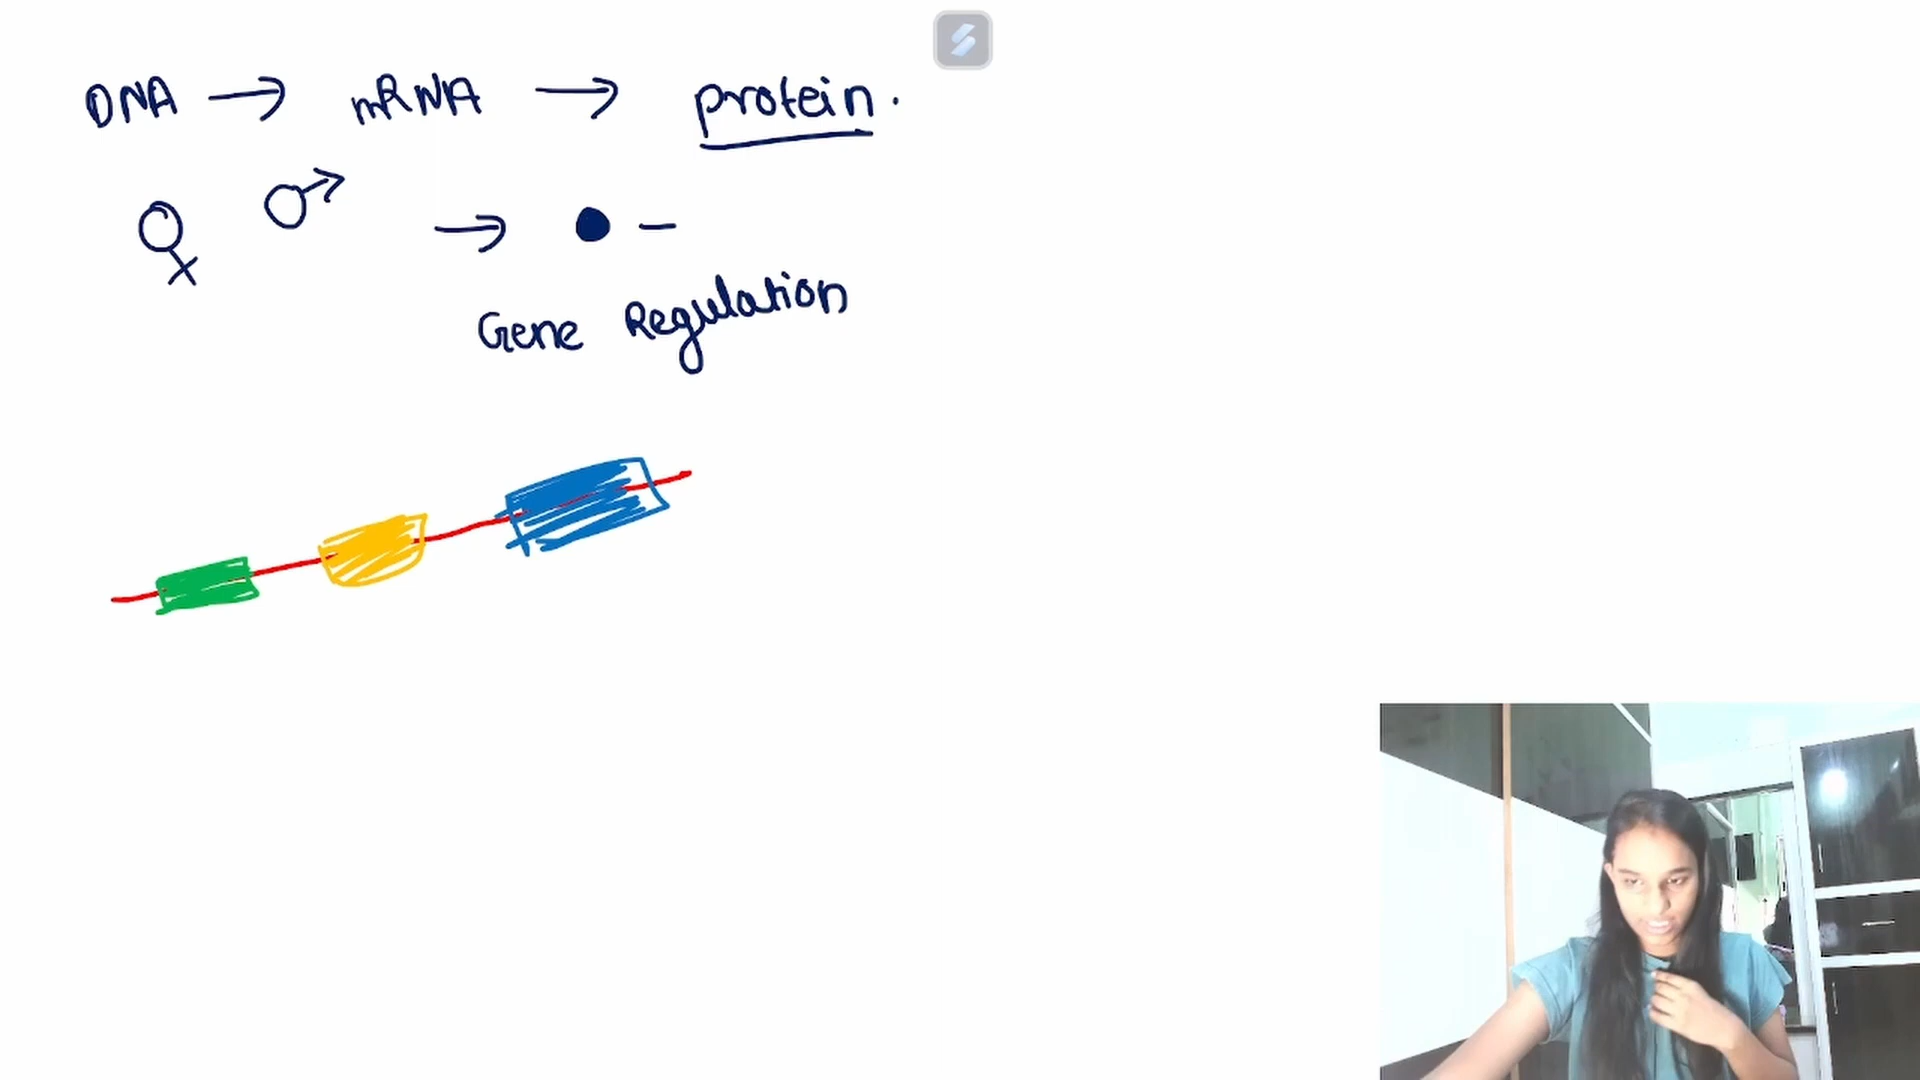 DNA → mRNA → protein.
♀ ♂ → ● –
Gene Regulation